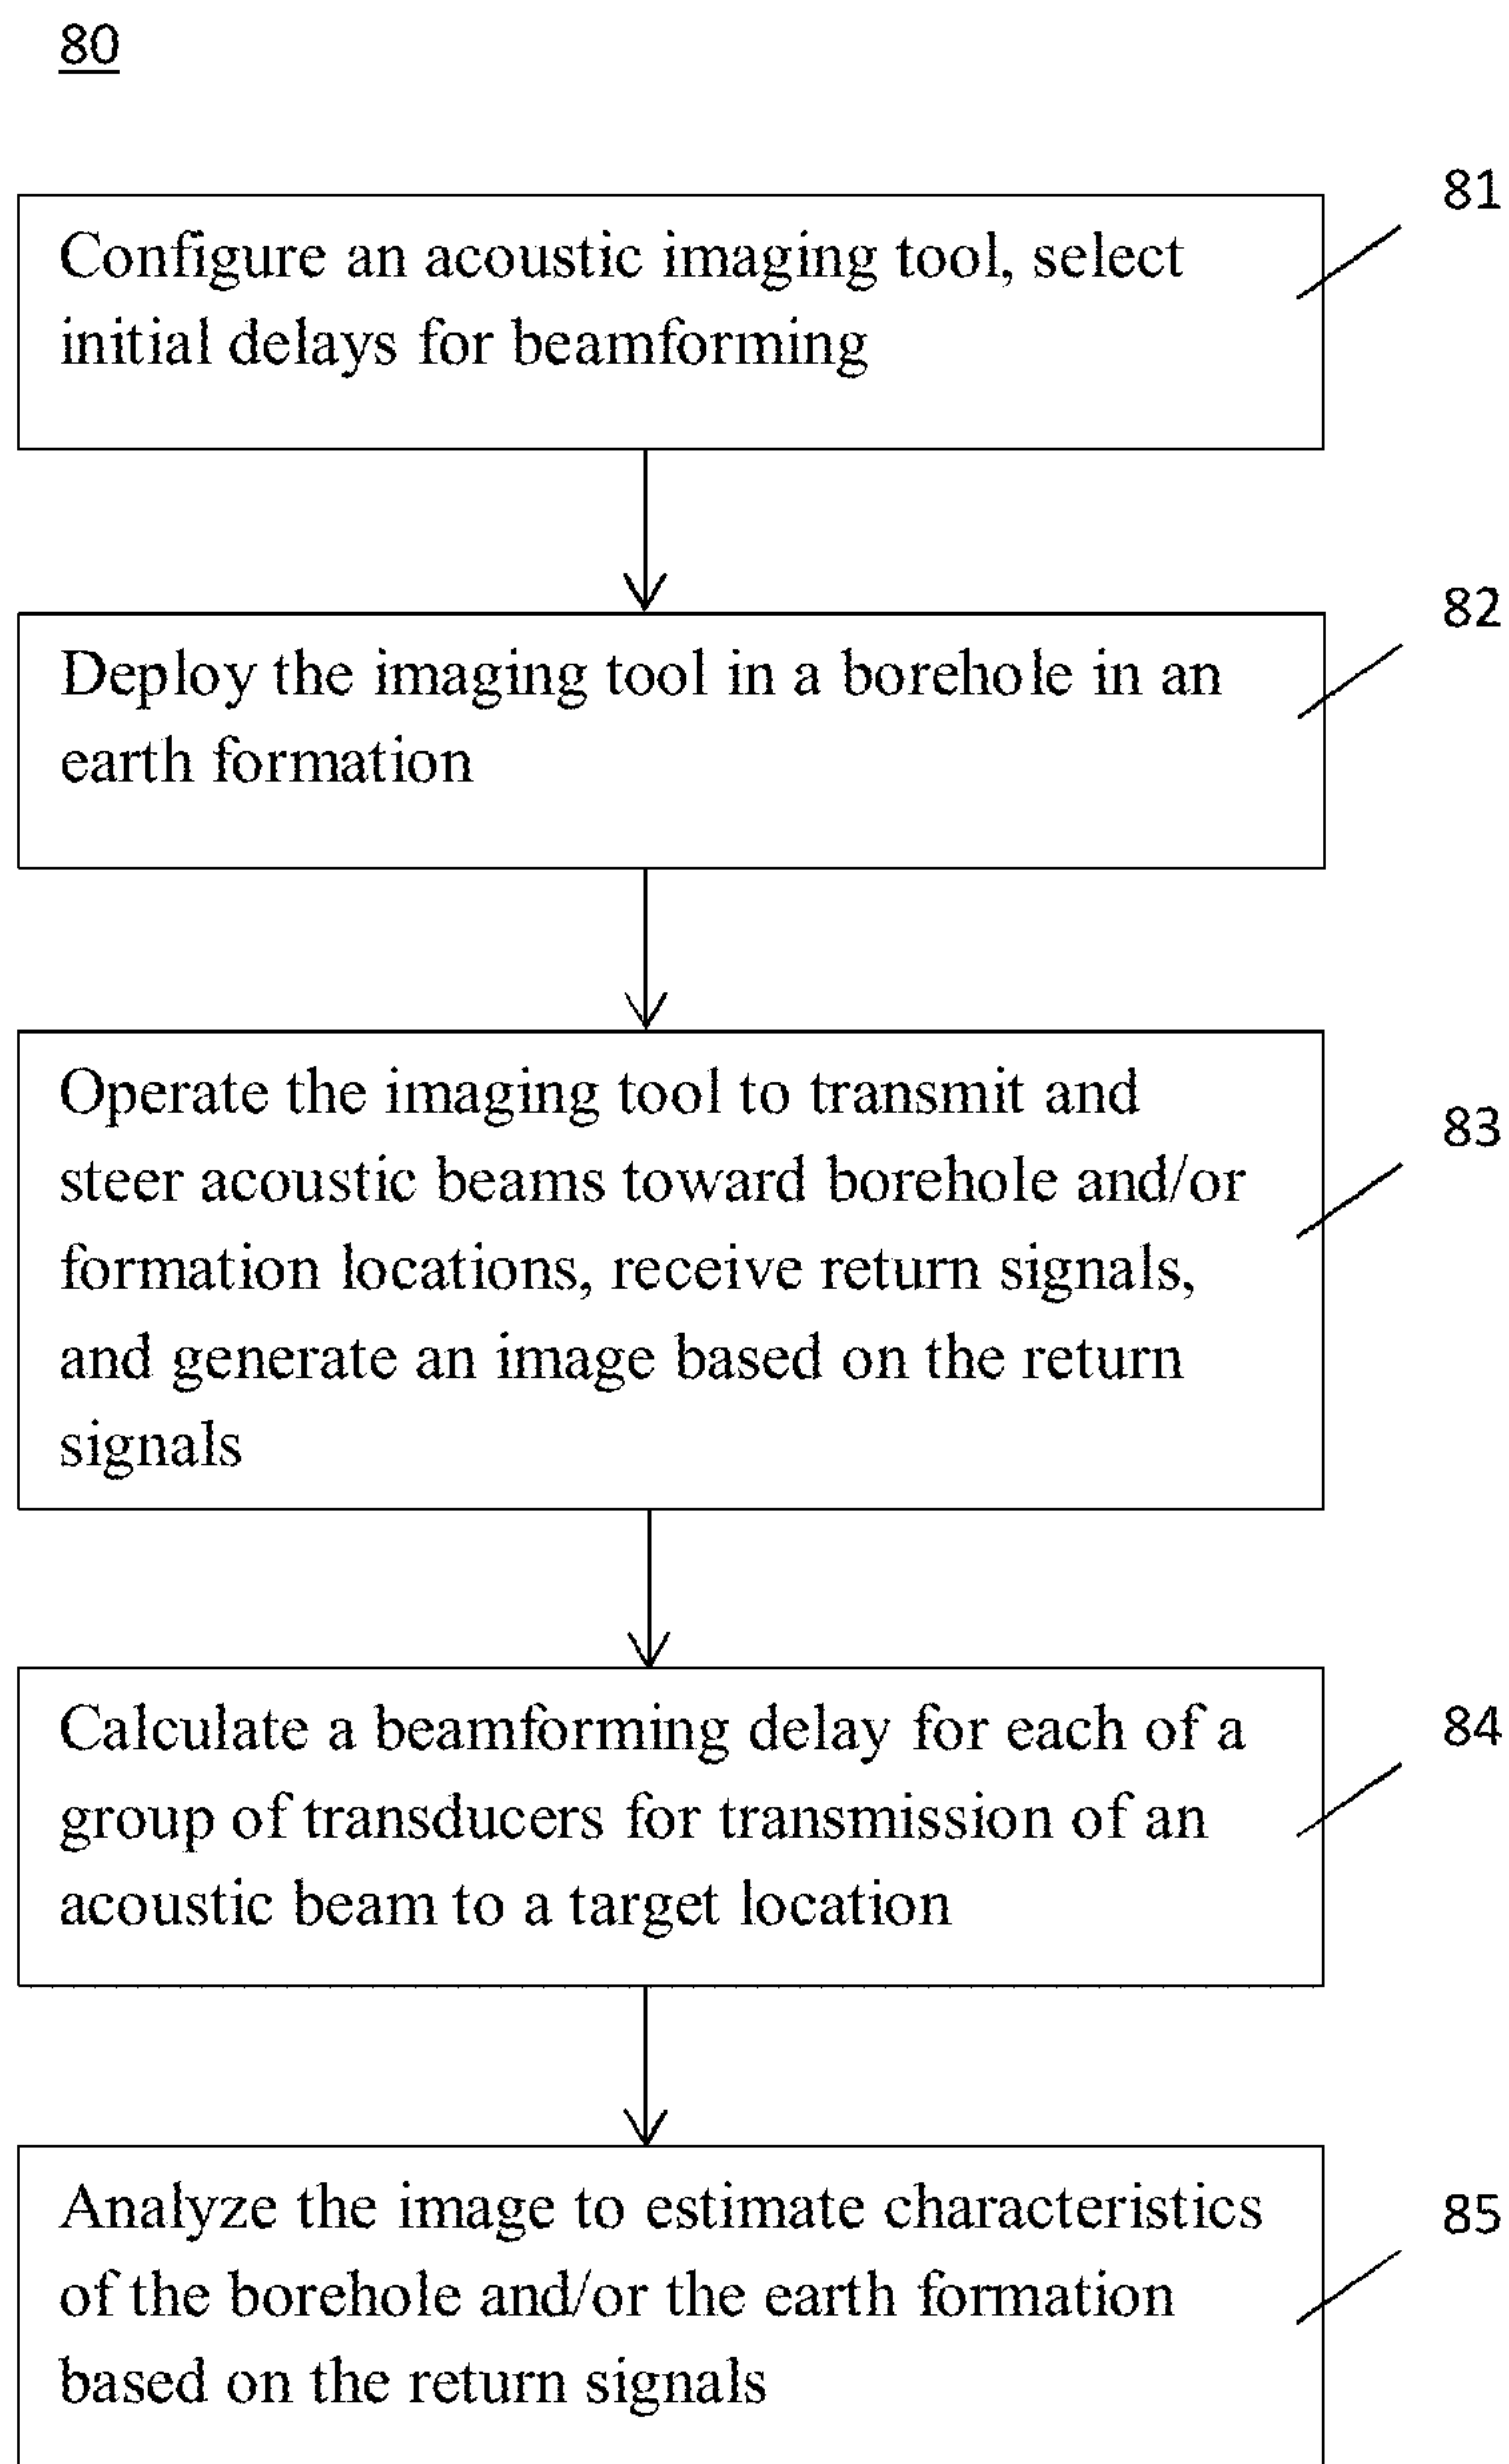 80
81
Configure an acoustic imaging tool, select
initial delays for beamforming
82
Deploy the imaging tool in a borehole in an
earth formation
83
Operate the imaging tool to transmit and
steer acoustic beams toward borehole and/or
formation locations, receive return signals,
and generate an image based on the return
signals
84
Calculate a beamforming delay for each of a
group of transducers for transmission of an
acoustic beam to a target location
85
Analyze the image to estimate characteristics
of the borehole and/or the earth formation
based on the return signals